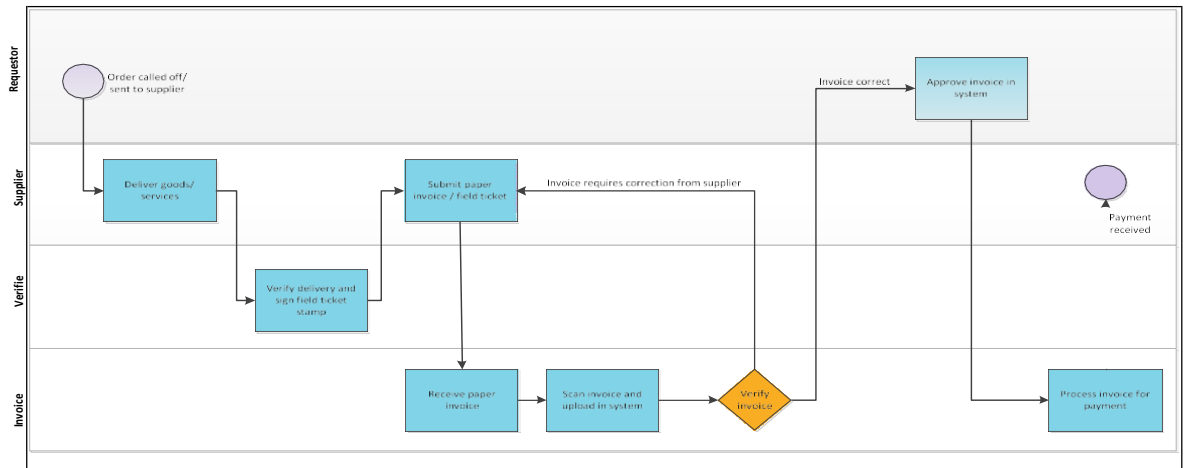 Requestor
Order called off/
sent to supplier
Invoice correct
Approve invoice in
system
Supplier
Deliver goods/
services
Submit paper
invoice / field ticket
Invoice requires correction from supplier
Payment
received
Verifie
Verify delivery and
sign field ticket
stamp
Invoice
Receive paper
invoice
Scan invoice and
upload in system
Verify
invoice
Process invoice for
payment